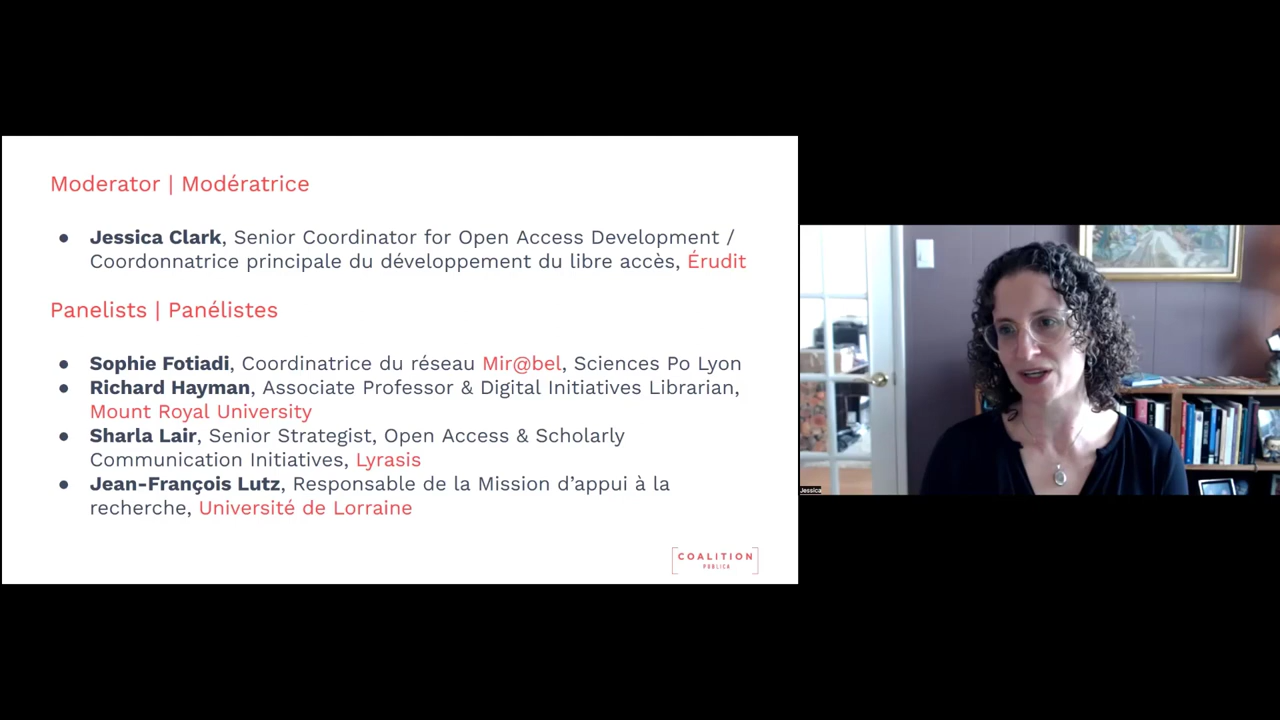 Moderator | Modératrice
● Jessica Clark, Senior Coordinator for Open Access Development /
Coordonnatrice principale du développement du libre accès, Érudit
Panelists | Panélistes
● Sophie Fotiadi, Coordinatrice du réseau Mir@bel, Sciences Po Lyon
● Richard Hayman, Associate Professor & Digital Initiatives Librarian,
Mount Royal University
● Sharla Lair, Senior Strategist, Open Access & Scholarly
Communication Initiatives, Lyrasis
● Jean-François Lutz, Responsable de la Mission d’appui à la
recherche, Université de Lorraine
COALITION
PUBLICA
Jessica